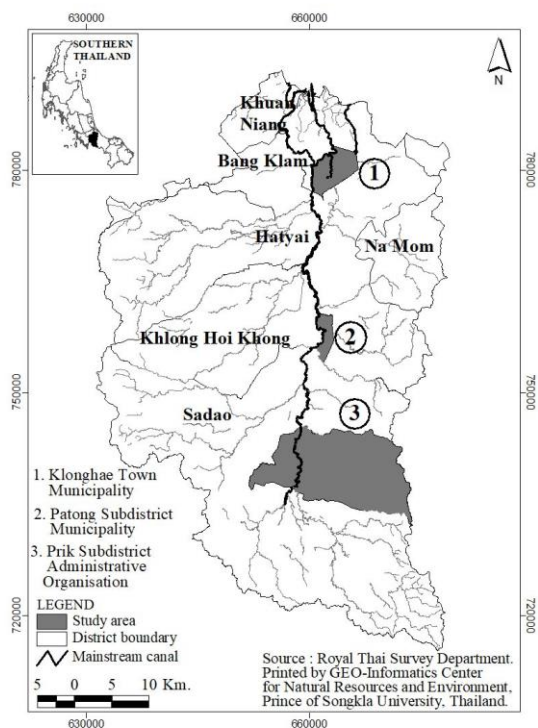 630000
660000
SOUTHERN
THAILAND
N
Khuan
Niang
Bang Klam
780000
780000
1
Hatyai
Na Mom
Khlong Hoi Khong
2
750000
750000
3
Sadao
1. Klonghae Town
Municipality
2. Patong Subdistrict
Municipality
3. Prik Subdistrict
Administrative
Organisation
LEGEND
Study area
District boundary
Mainstream canal
5 0 5 10 Km.
720000
720000
Source : Royal Thai Survey Department.
Printed by GEO-Informatics Center
for Natural Resources and Environment,
Prince of Songkla University, Thailand.
630000
660000